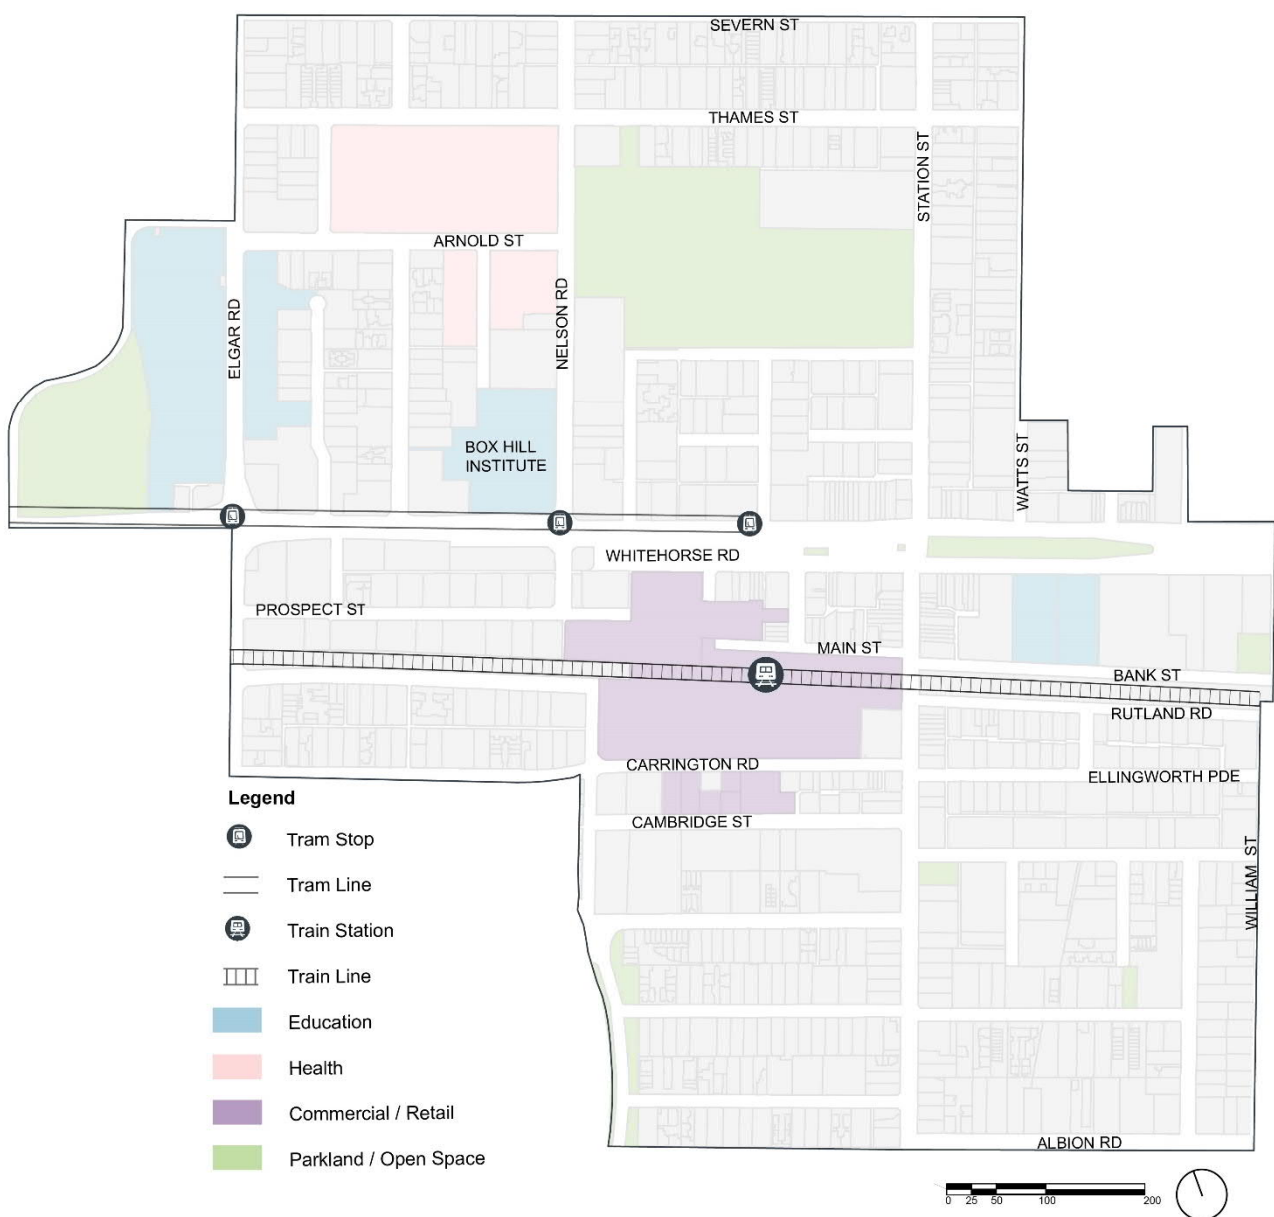 SEVERN ST
THAMES ST
STATION ST
ARNOLD ST
ELGAR RD
NELSON RD
BOX HILL
INSTITUTE
WATTS ST
WHITEHORSE RD
PROSPECT ST
MAIN ST
BANK ST
RUTLAND RD
CARRINGTON RD
ELLINGWORTH PDE
CAMBRIDGE ST
WILLIAM ST
ALBION RD
Legend
Tram Stop
Tram Line
Train Station
Train Line
Education
Health
Commercial / Retail
Parkland / Open Space
0 25 50 100 200